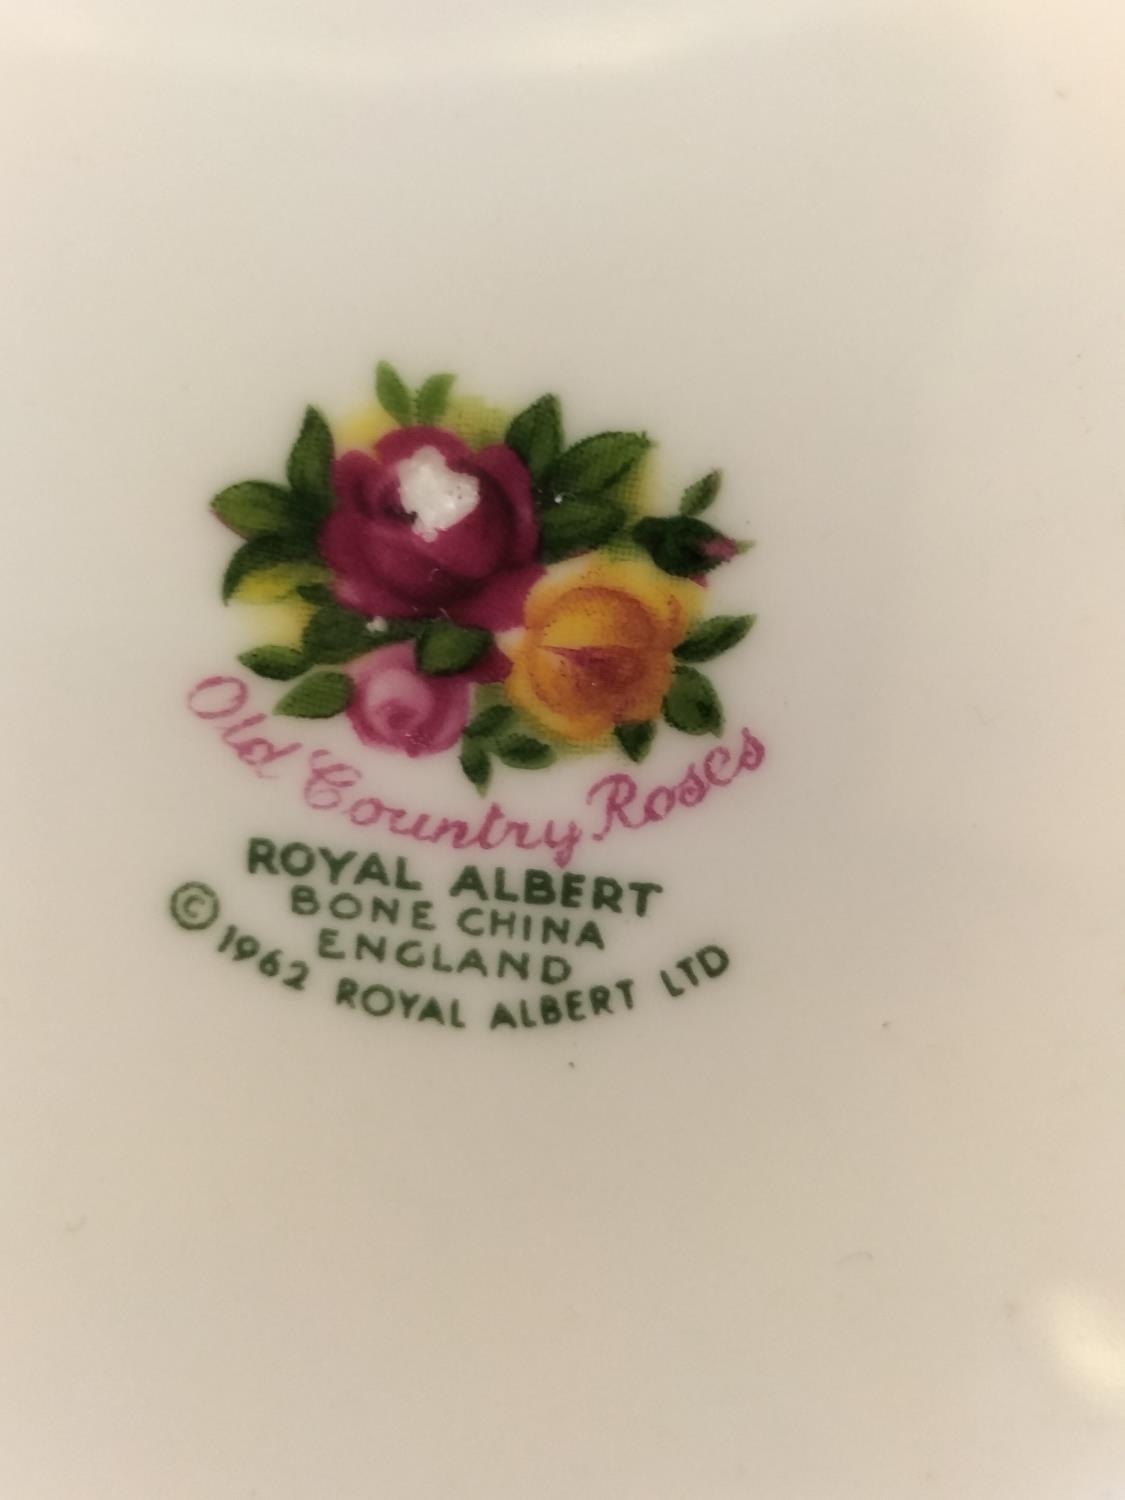 Old Country Roses
ROYAL ALBERT
BONE CHINA
ENGLAND
© 1962 ROYAL ALBERT LTD